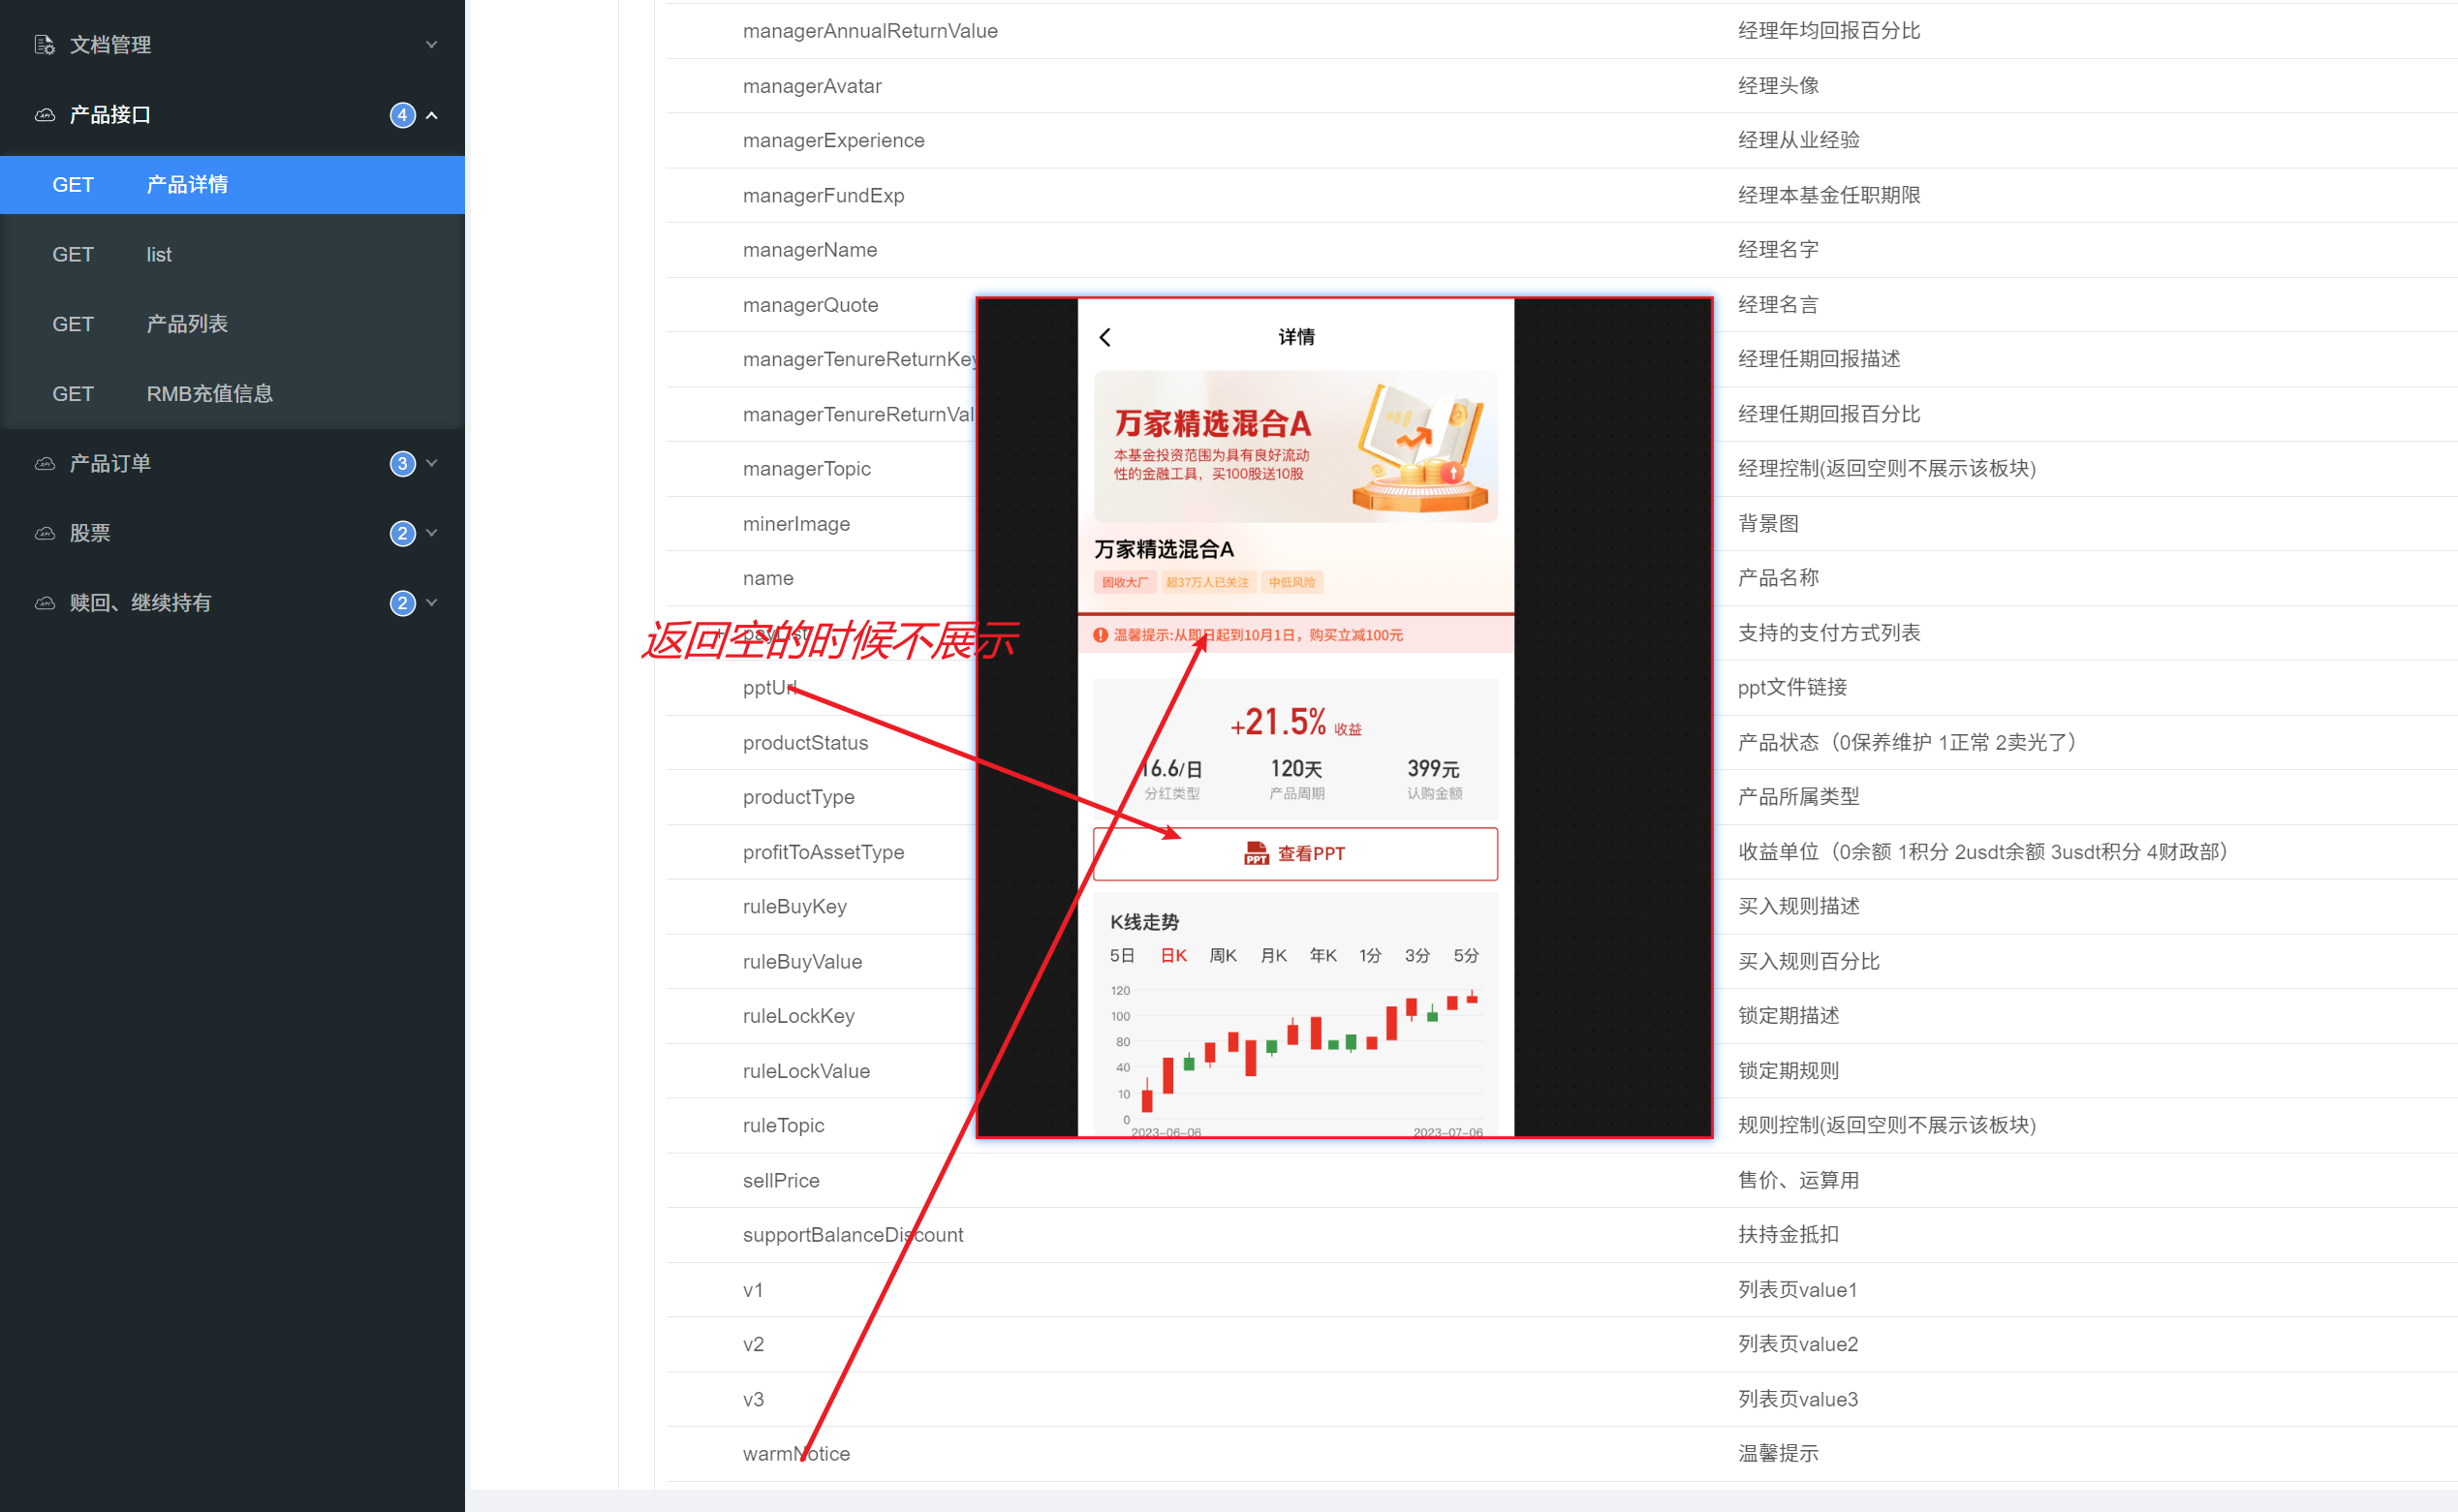 文档管理
产品接口 4
GET 产品详情
GET list
GET 产品列表
GET RMB充值信息
产品订单 3
股票 2
赎回、继续持有 2
managerAnnualReturnValue 经理年均回报百分比
managerAvatar 经理头像
managerExperience 经理从业经验
managerFundExp 经理本基金任职期限
managerName 经理名字
managerQuote 经理名言
managerTenureReturnKey 经理任期回报描述
managerTenureReturnVal 经理任期回报百分比
managerTopic 经理控制(返回空则不展示该板块)
minerImage 背景图
name 产品名称
+ payList 支持的支付方式列表
返回空的时候不展示
pptUrl ppt文件链接
productStatus 产品状态（0保养维护 1正常 2卖光了）
productType 产品所属类型
profitToAssetType 收益单位（0余额 1积分 2usdt余额 3usdt积分 4财政部）
ruleBuyKey 买入规则描述
ruleBuyValue 买入规则百分比
ruleLockKey 锁定期描述
ruleLockValue 锁定期规则
ruleTopic 规则控制(返回空则不展示该板块)
sellPrice 售价、运算用
supportBalanceDiscount 扶持金抵扣
v1 列表页value1
v2 列表页value2
v3 列表页value3
warmNotice 温馨提示
详情
万家精选混合A
本基金投资范围为具有良好流动
性的金融工具，买100股送10股
万家精选混合A
固收大厂 超37万人已关注 中低风险
温馨提示:从即日起到10月1日，购买立减100元
+21.5% 收益
16.6/日 120天 399元
分红类型 产品周期 认购金额
PPT 查看PPT
K线走势
5日 日K 周K 月K 年K 1分 3分 5分
120
100
80
40
10
0
2023-06-06 2023-07-06